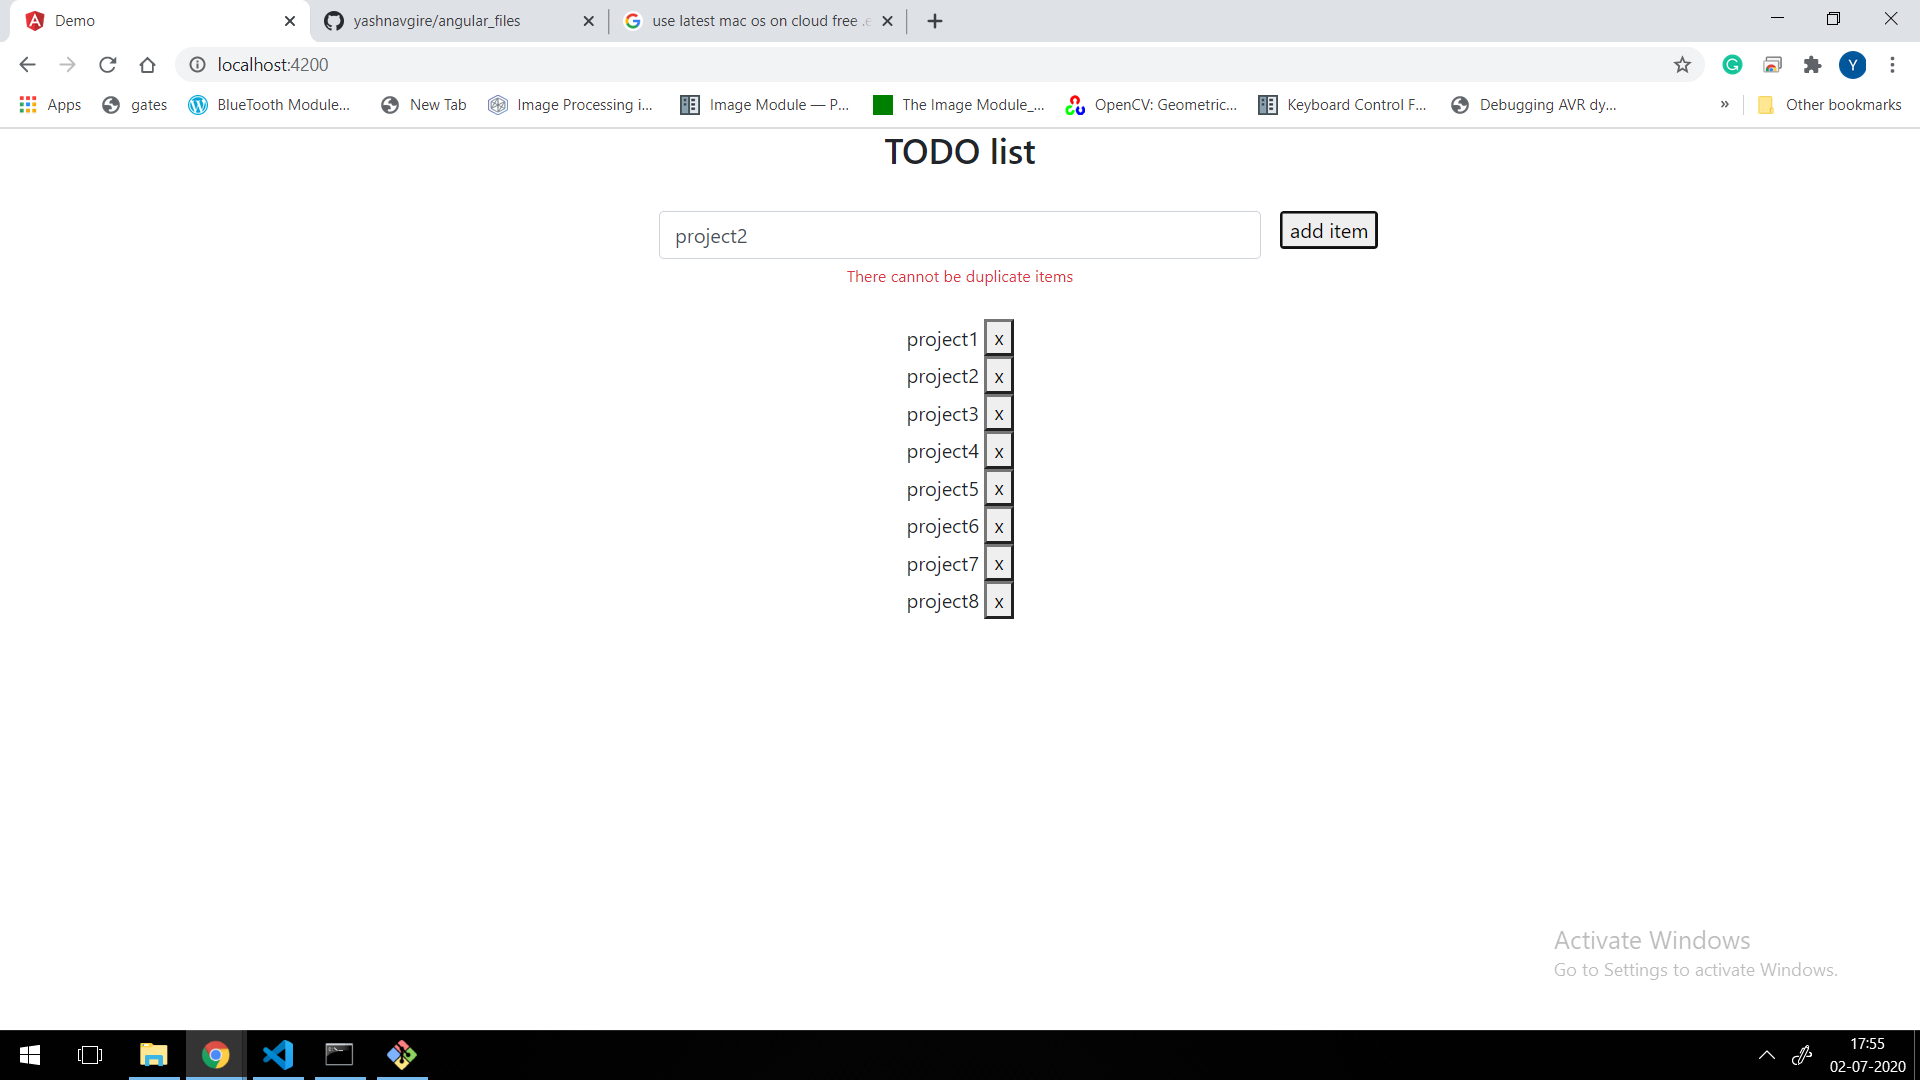 Demo
yashnavgire/angular_files
use latest mac os on cloud free .e
localhost:4200
Y
Apps
gates
BlueTooth Module...
New Tab
Image Processing i...
Image Module — P...
The Image Module_...
OpenCV: Geometric...
Keyboard Control F...
Debugging AVR dy...
»
Other bookmarks
TODO list
project2
add item
There cannot be duplicate items
project1 x
project2 x
project3 x
project4 x
project5 x
project6 x
project7 x
project8 x
Activate Windows
Go to Settings to activate Windows.
17:55
02-07-2020